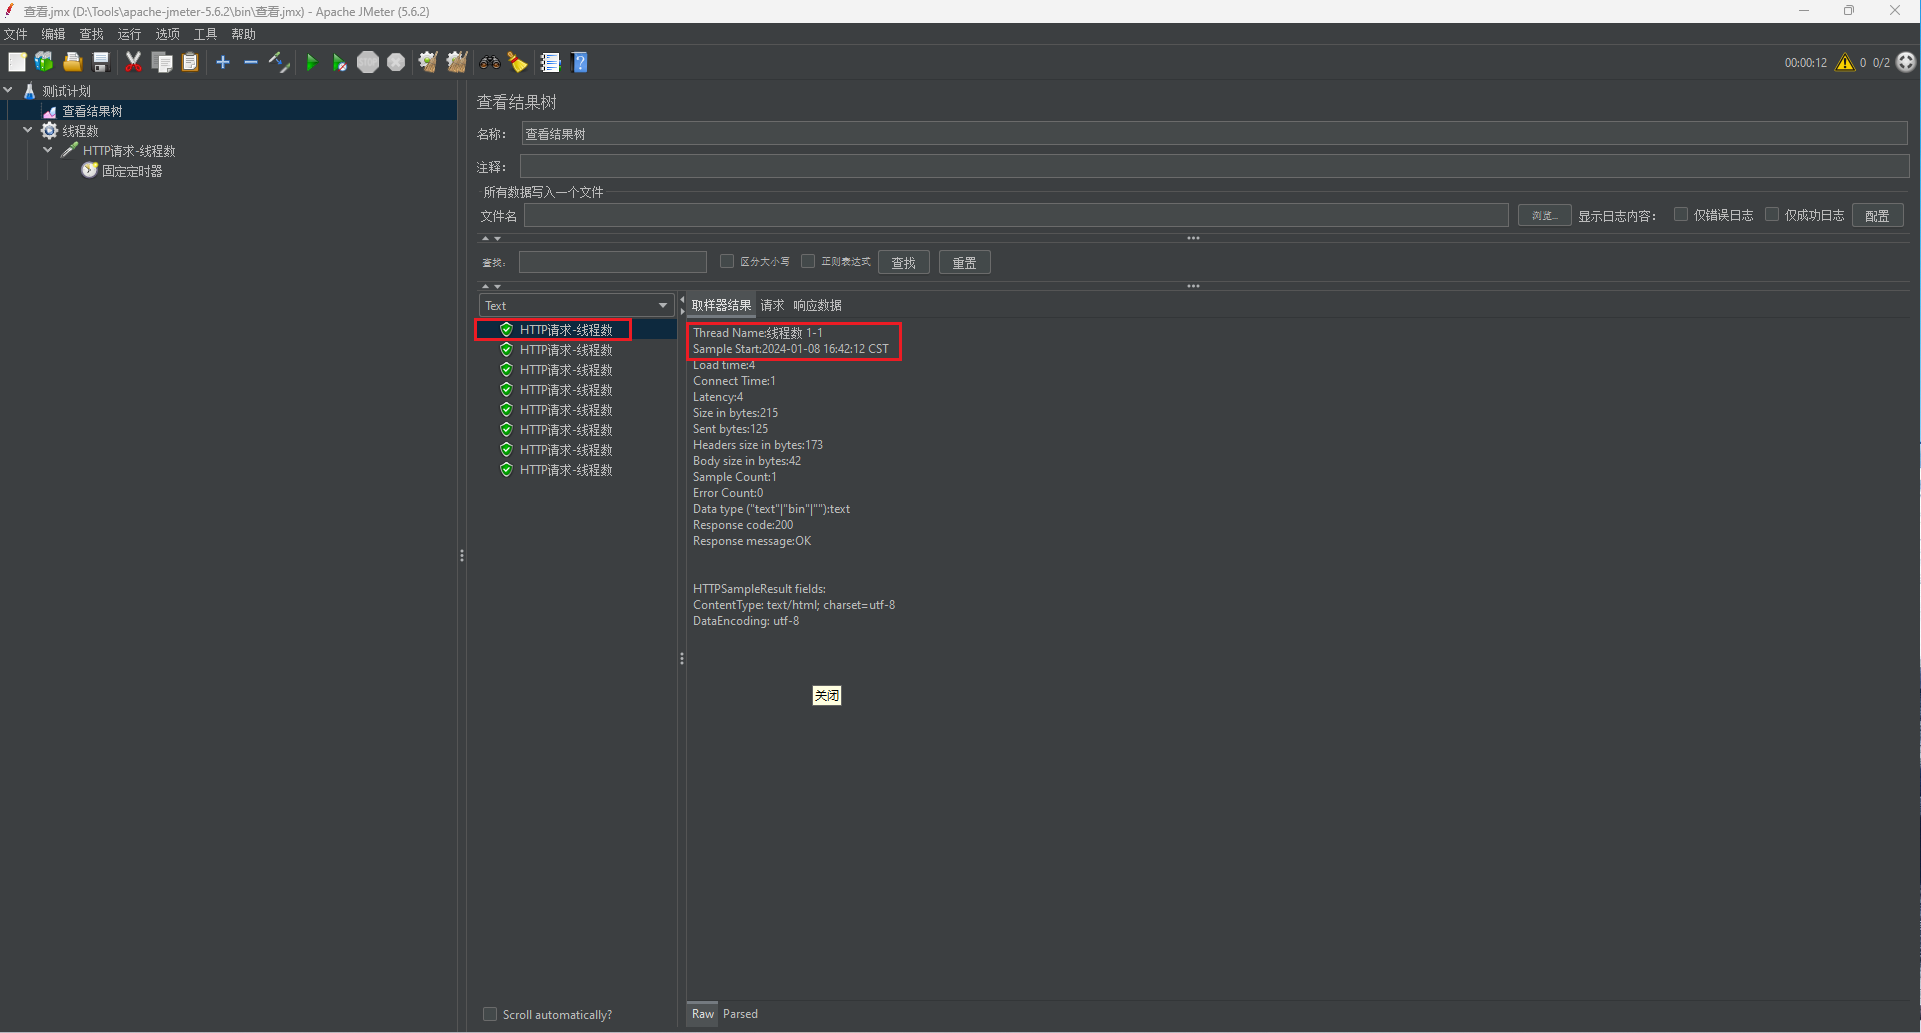 查看.jmx (D:\Tools\apache-jmeter-5.6.2\bin\查看.jmx) - Apache JMeter (5.6.2)
文件 编辑 查找 运行 选项 工具 帮助
00:00:12 0 0/2
测试计划
查看结果树
线程数
HTTP请求-线程数
固定定时器
查看结果树
名称： 查看结果树
注释：
所有数据写入一个文件
文件名 浏览... 显示日志内容： 仅错误日志 仅成功日志 配置
查找： 区分大小写 正则表达式 查找 重置
Text
HTTP请求-线程数
HTTP请求-线程数
HTTP请求-线程数
HTTP请求-线程数
HTTP请求-线程数
HTTP请求-线程数
HTTP请求-线程数
HTTP请求-线程数
Scroll automatically?
取样器结果 请求 响应数据
Thread Name:线程数 1-1
Sample Start:2024-01-08 16:42:12 CST
Load time:4
Connect Time:1
Latency:4
Size in bytes:215
Sent bytes:125
Headers size in bytes:173
Body size in bytes:42
Sample Count:1
Error Count:0
Data type ("text"|"bin"|""):text
Response code:200
Response message:OK
HTTPSampleResult fields:
ContentType: text/html; charset=utf-8
DataEncoding: utf-8
关闭
Raw Parsed